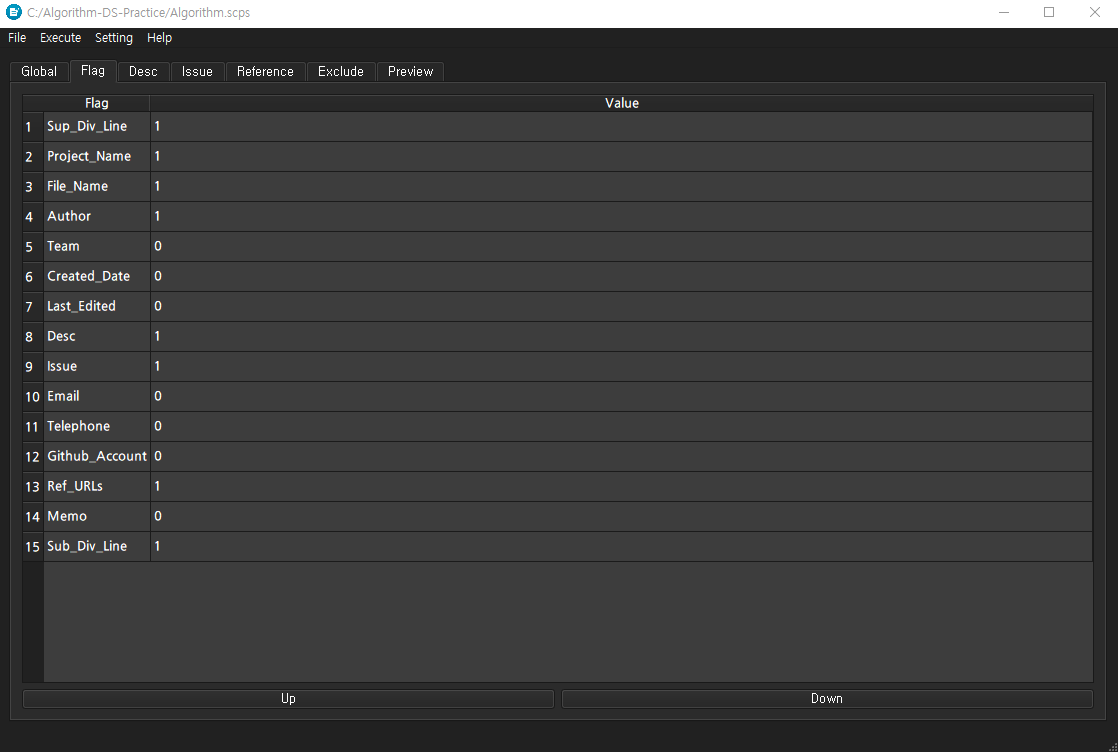 C:/Algorithm-DS-Practice/Algorithm.scps
File Execute Setting Help
Global Flag Desc Issue Reference Exclude Preview
Flag Value
1 Sup_Div_Line 1
2 Project_Name 1
3 File_Name 1
4 Author 1
5 Team 0
6 Created_Date 0
7 Last_Edited 0
8 Desc 1
9 Issue 1
10 Email 0
11 Telephone 0
12 Github_Account 0
13 Ref_URLs 1
14 Memo 0
15 Sub_Div_Line 1
Up Down